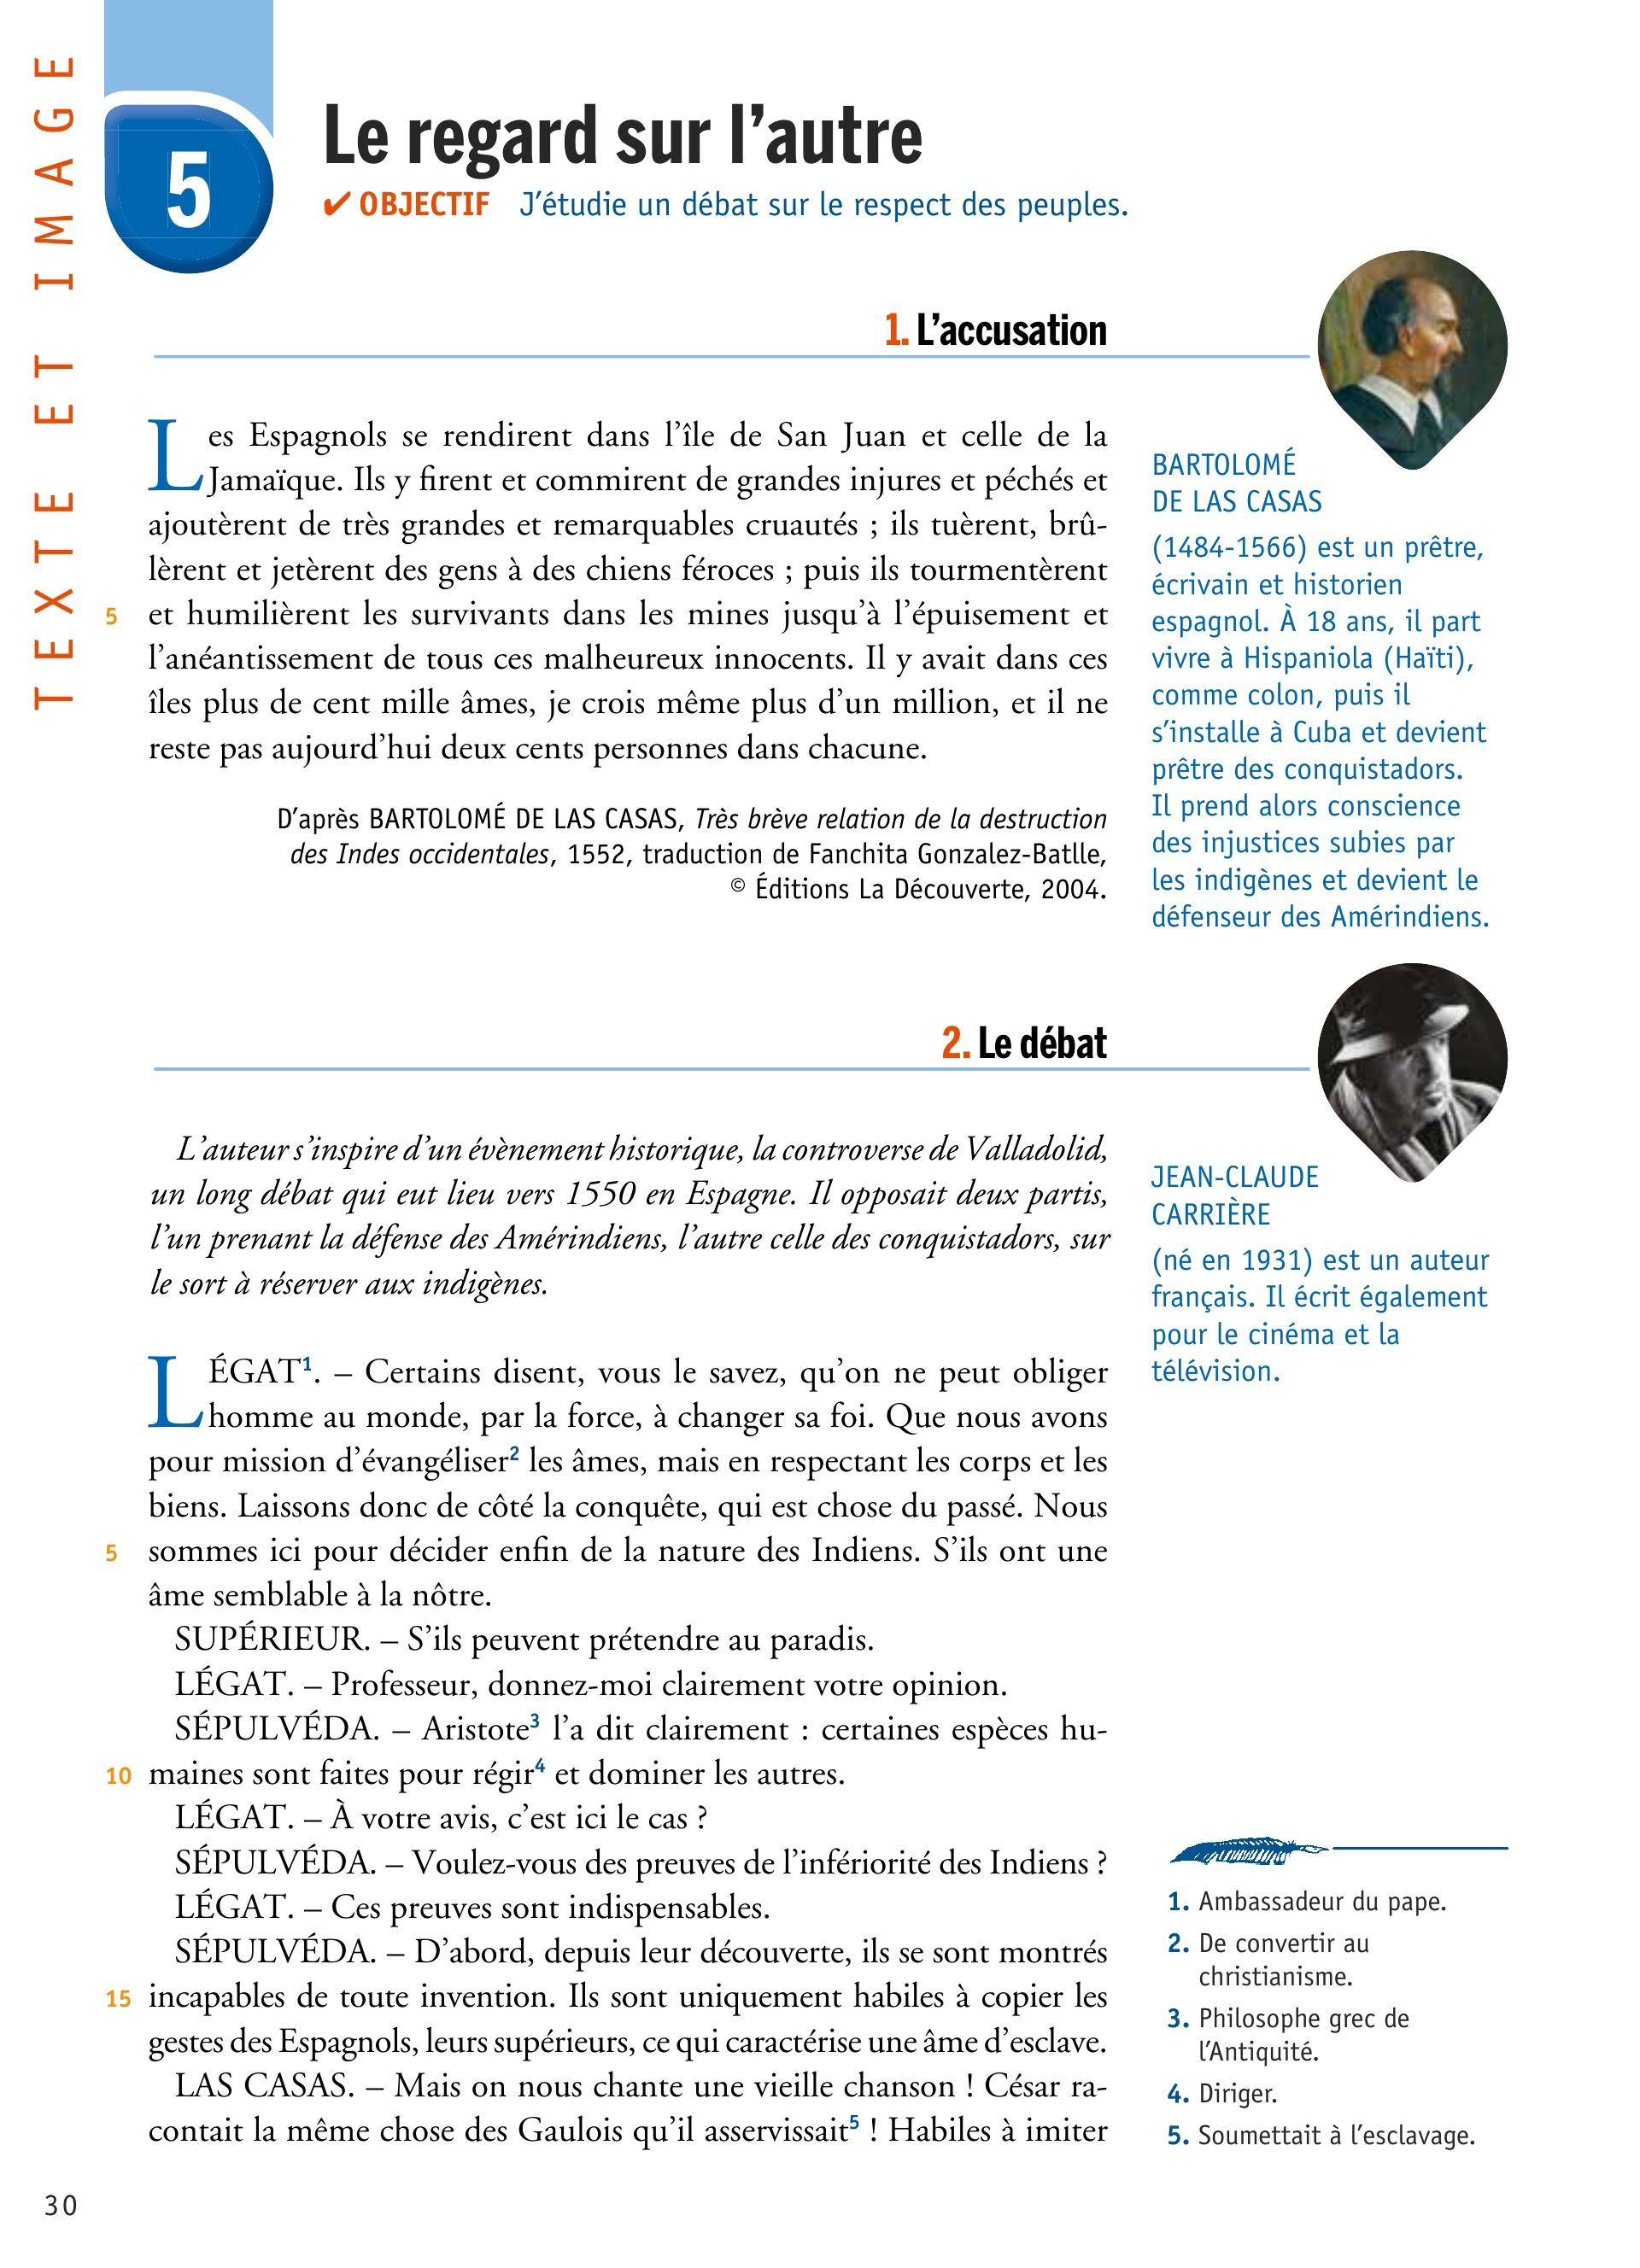 TEXTE ET IMAGE
5
Le regard sur l’autre
✔ OBJECTIF J’étudie un débat sur le respect des peuples.
1. L’accusation
Les Espagnols se rendirent dans l’île de San Juan et celle de la
Jamaïque. Ils y firent et commirent de grandes injures et péchés et
ajoutèrent de très grandes et remarquables cruautés ; ils tuèrent, brû-
lèrent et jetèrent des gens à des chiens féroces ; puis ils tourmentèrent
5 et humilièrent les survivants dans les mines jusqu’à l’épuisement et
l’anéantissement de tous ces malheureux innocents. Il y avait dans ces
îles plus de cent mille âmes, je crois même plus d’un million, et il ne
reste pas aujourd’hui deux cents personnes dans chacune.
D’après BARTOLOMÉ DE LAS CASAS, Très brève relation de la destruction
des Indes occidentales, 1552, traduction de Fanchita Gonzalez-Batlle,
© Éditions La Découverte, 2004.
BARTOLOMÉ
DE LAS CASAS
(1484-1566) est un prêtre,
écrivain et historien
espagnol. À 18 ans, il part
vivre à Hispaniola (Haïti),
comme colon, puis il
s’installe à Cuba et devient
prêtre des conquistadors.
Il prend alors conscience
des injustices subies par
les indigènes et devient le
défenseur des Amérindiens.
2. Le débat
L’auteur s’inspire d’un évènement historique, la controverse de Valladolid,
un long débat qui eut lieu vers 1550 en Espagne. Il opposait deux partis,
l’un prenant la défense des Amérindiens, l’autre celle des conquistadors, sur
le sort à réserver aux indigènes.
LÉGAT1. – Certains disent, vous le savez, qu’on ne peut obliger
homme au monde, par la force, à changer sa foi. Que nous avons
pour mission d’évangéliser2 les âmes, mais en respectant les corps et les
biens. Laissons donc de côté la conquête, qui est chose du passé. Nous
5 sommes ici pour décider enfin de la nature des Indiens. S’ils ont une
âme semblable à la nôtre.
SUPÉRIEUR. – S’ils peuvent prétendre au paradis.
LÉGAT. – Professeur, donnez-moi clairement votre opinion.
SÉPULVÉDA. – Aristote3 l’a dit clairement : certaines espèces hu-
10 maines sont faites pour régir4 et dominer les autres.
LÉGAT. – À votre avis, c’est ici le cas ?
SÉPULVÉDA. – Voulez-vous des preuves de l’infériorité des Indiens ?
LÉGAT. – Ces preuves sont indispensables.
SÉPULVÉDA. – D’abord, depuis leur découverte, ils se sont montrés
15 incapables de toute invention. Ils sont uniquement habiles à copier les
gestes des Espagnols, leurs supérieurs, ce qui caractérise une âme d’esclave.
LAS CASAS. – Mais on nous chante une vieille chanson ! César ra-
contait la même chose des Gaulois qu’il asservissait5 ! Habiles à imiter
JEAN-CLAUDE
CARRIÈRE
(né en 1931) est un auteur
français. Il écrit également
pour le cinéma et la
télévision.
1. Ambassadeur du pape.
2. De convertir au
christianisme.
3. Philosophe grec de
l’Antiquité.
4. Diriger.
5. Soumettait à l’esclavage.
30